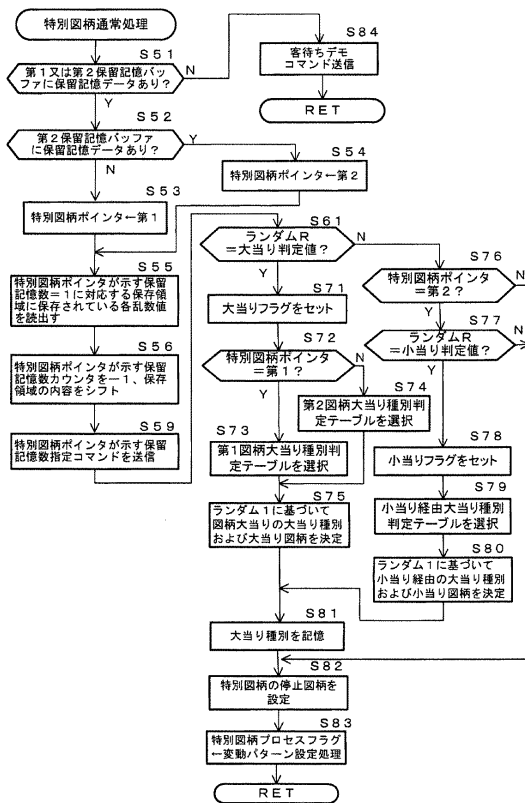 特別図柄通常処理
S51
第1又は第2保留記憶バッ
ファに保留記憶データあり?
N
Y
S84
客待ちデモ
コマンド送信
RET
S52
第2保留記憶バッファ
に保留記憶データあり?
Y
N
S54
特別図柄ポインタ←第2
S53
特別図柄ポインタ←第1
S55
特別図柄ポインタが示す保留
記憶数=1に対応する保存領
域に保存されている各乱数値
を読出す
S56
特別図柄ポインタが示す保留
記憶数カウンタを-1、保存
領域の内容をシフト
S59
特別図柄ポインタが示す保留
記憶数指定コマンドを送信
S61
ランダムR
=大当り判定値?
N
Y
S71
大当りフラグをセット
S72
特別図柄ポインタ
=第1?
N
Y
S74
第2図柄大当り種別判
定テーブルを選択
S73
第1図柄大当り種別判
定テーブルを選択
S75
ランダム1に基づいて
図柄大当りの大当り種別
および大当り図柄を決定
S76
特別図柄ポインタ
=第2?
N
Y
S77
ランダムR
=小当り判定値?
N
Y
S78
小当りフラグをセット
S79
小当り経由大当り種別
判定テーブルを選択
S80
ランダム1に基づいて
小当り経由の大当り種別
および小当り図柄を決定
S81
大当り種別を記憶
S82
特別図柄の停止図柄を
設定
S83
特別図柄プロセスフラグ
←変動パターン設定処理
RET